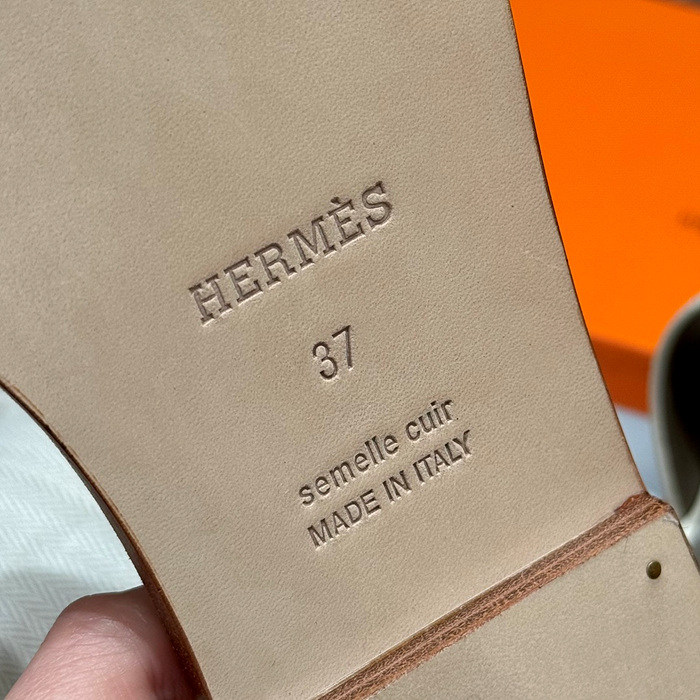 HERMÈS
37
semelle cuir
MADE IN ITALY